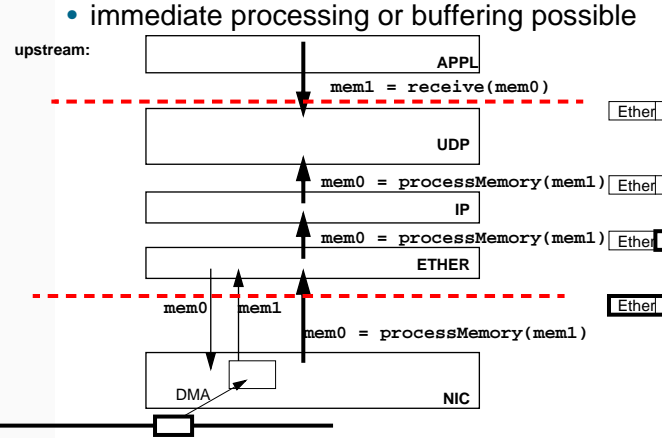 • immediate processing or buffering possible
upstream:
APPL
mem1 = receive(mem0)
Ether
UDP
mem0 = processMemory(mem1)
Ether
IP
mem0 = processMemory(mem1)
Ether
ETHER
mem0
mem1
Ether
mem0 = processMemory(mem1)
DMA
NIC